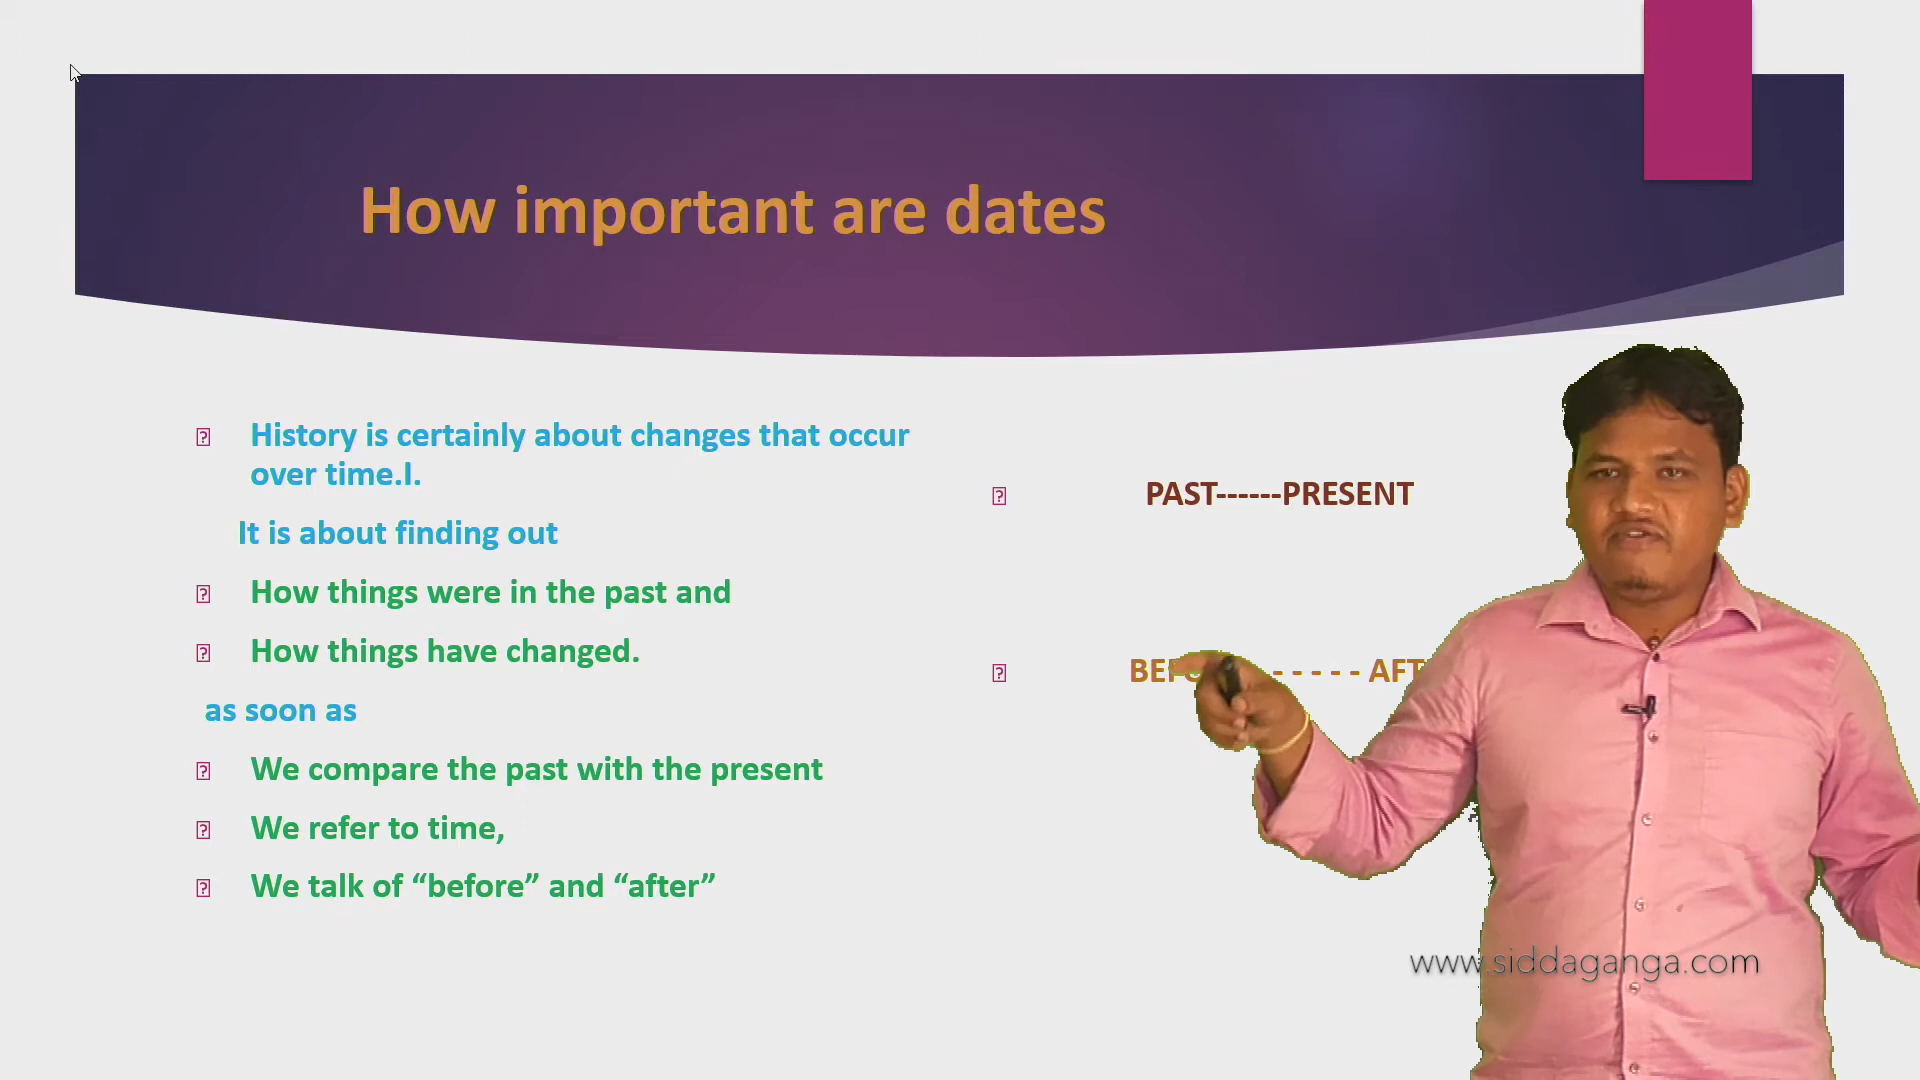 How important are dates
History is certainly about changes that occur
over time.l.
It is about finding out
How things were in the past and
How things have changed.
as soon as
We compare the past with the present
We refer to time,
We talk of “before” and “after”
PAST------PRESENT
- - - - -
www.siddaganga.com